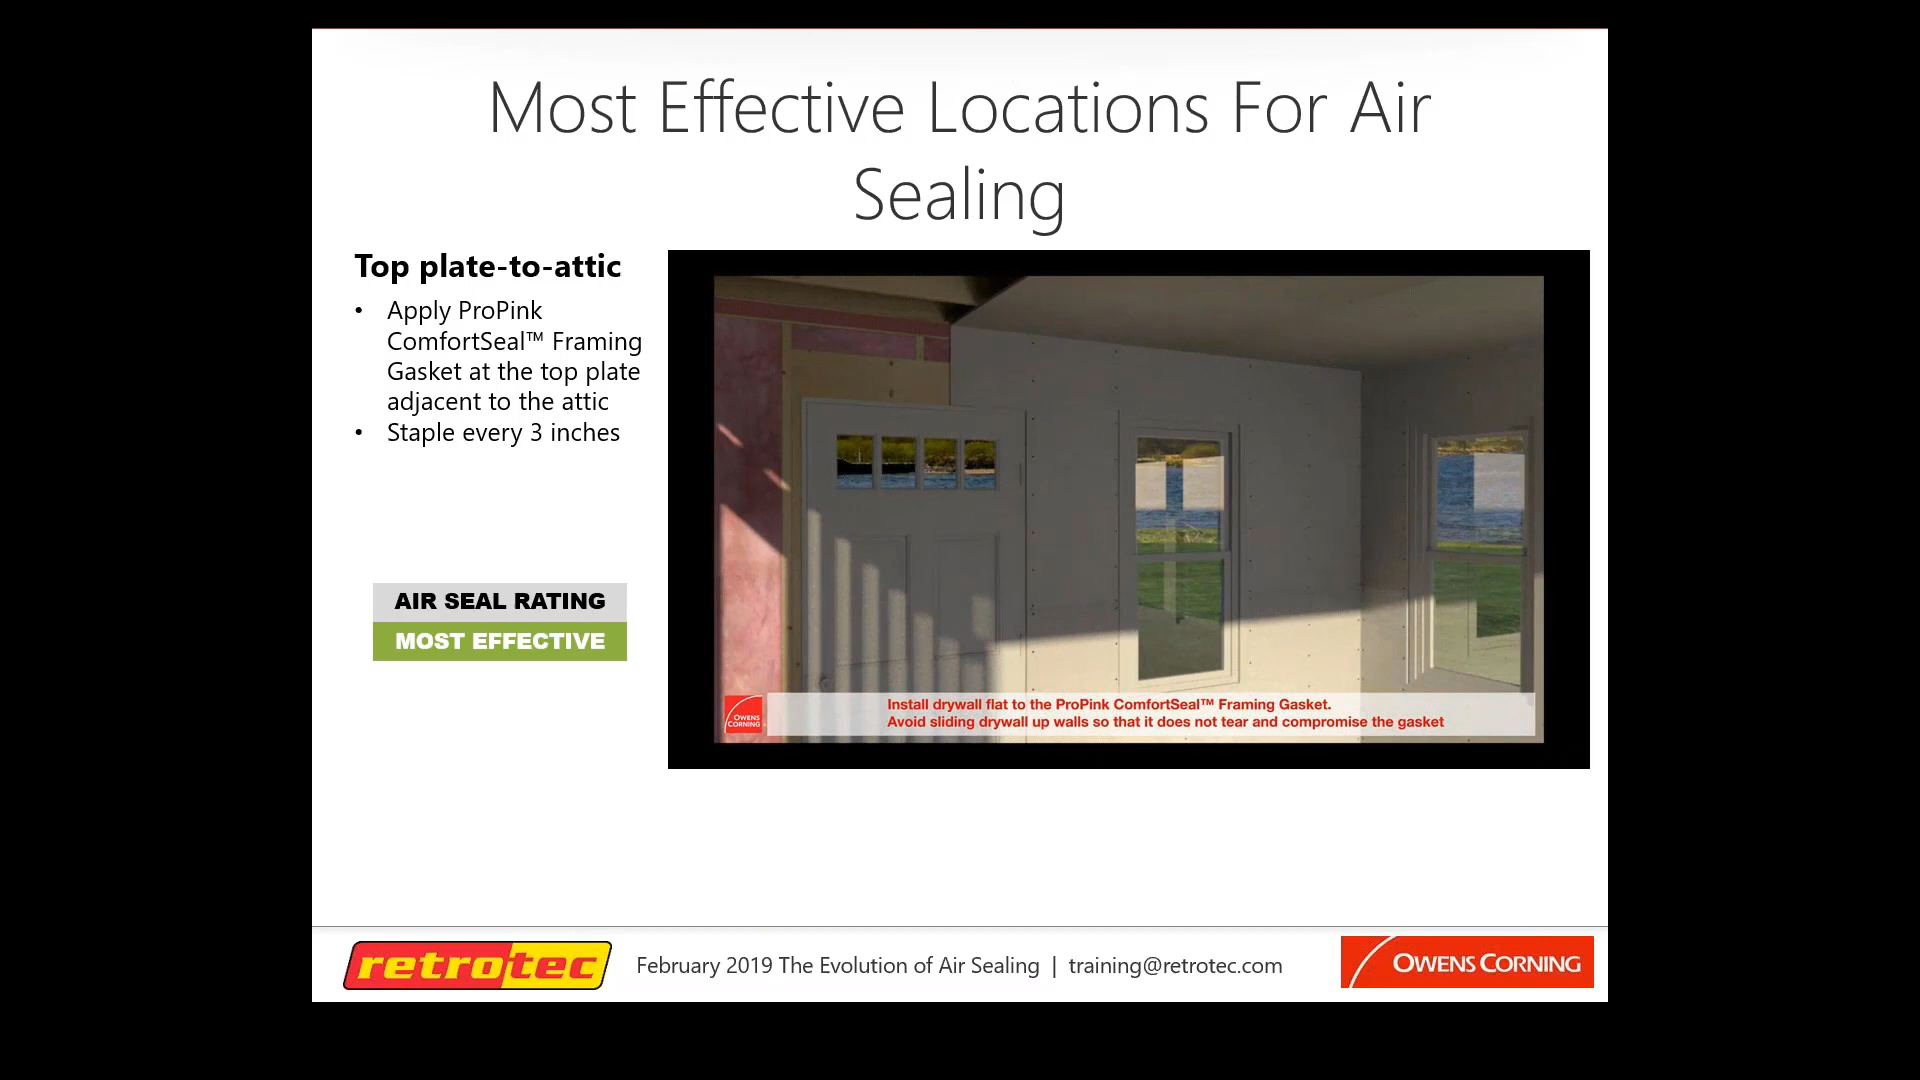 Most Effective Locations For Air
Sealing
Top plate-to-attic
• Apply ProPink
ComfortSeal™ Framing
Gasket at the top plate
adjacent to the attic
• Staple every 3 inches
AIR SEAL RATING
MOST EFFECTIVE
OWENS
CORNING
Install drywall flat to the ProPink ComfortSeal™ Framing Gasket.
Avoid sliding drywall up walls so that it does not tear and compromise the gasket
retrotec
February 2019 The Evolution of Air Sealing | training@retrotec.com
OWENS CORNING